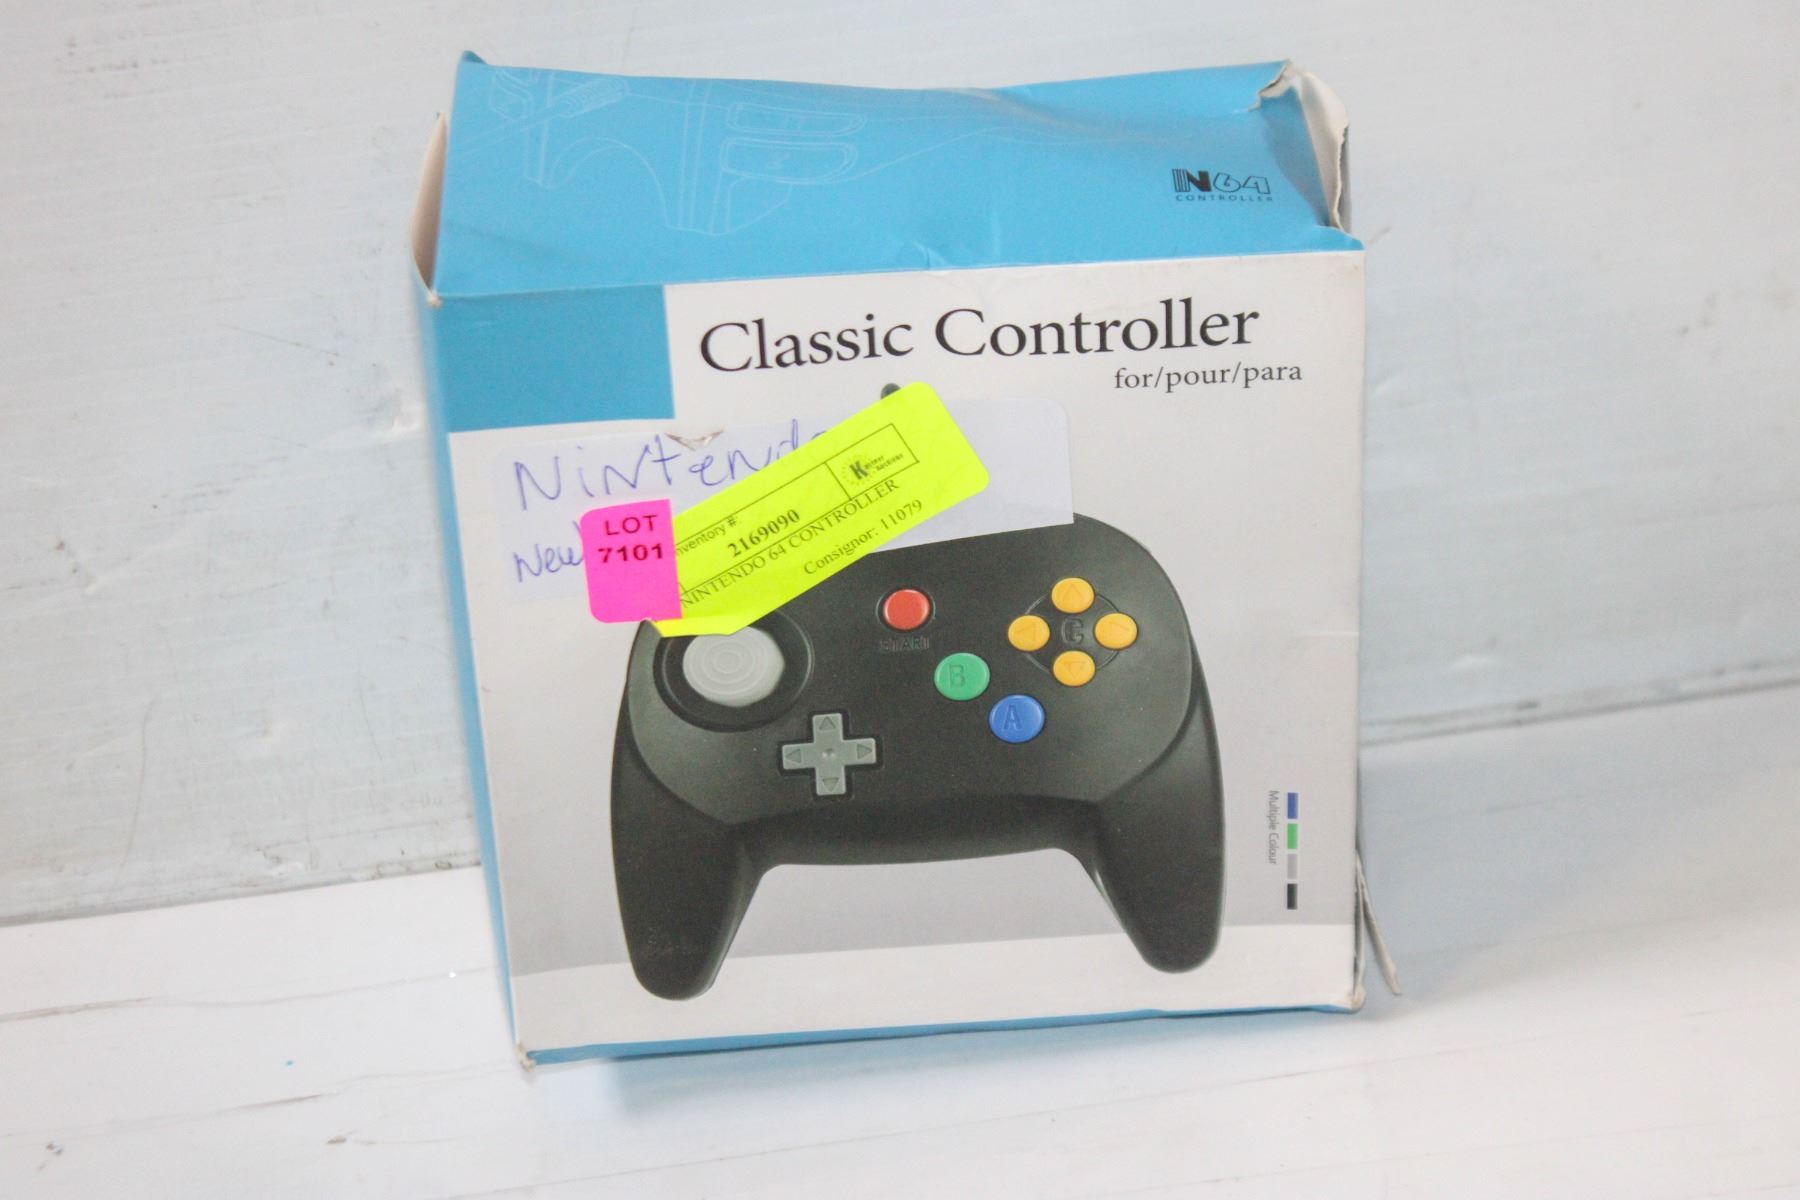 N64
CONTROLLER
Classic Controller
for/pour/para
Nintendo
New
LOT
7101
Inventory #:
2169090
NINTENDO 64 CONTROLLER
Consignor: 11079
START
C
B
A
Multiple Colour